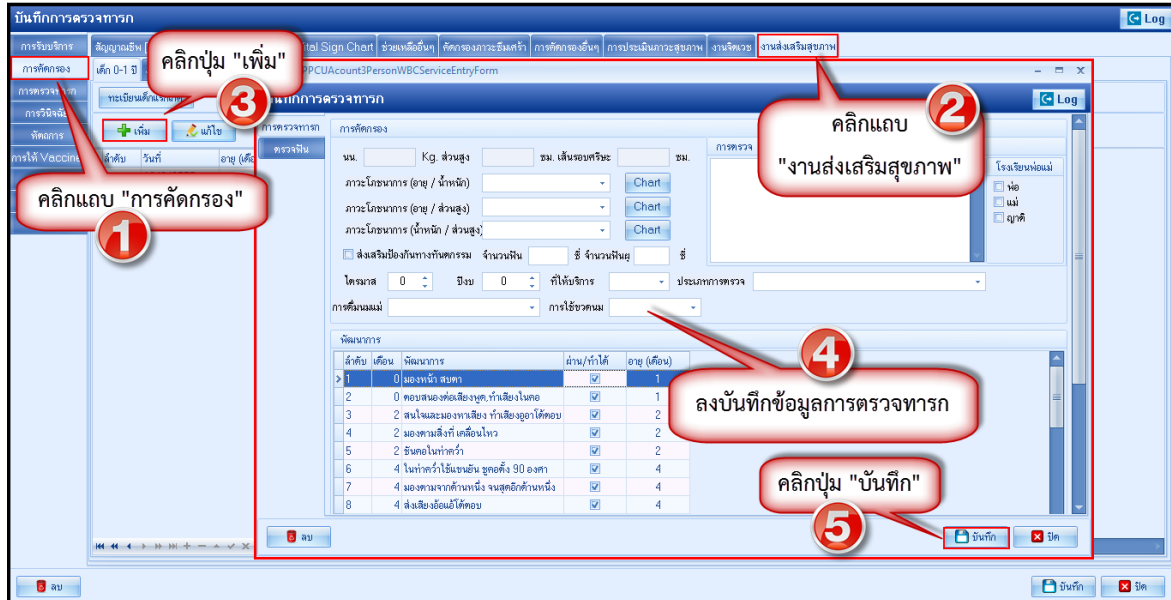 บันทึกการตรวจทารก
Log
การรับบริการ
การคัดกรอง
การวินิจฉัย
หัตถการ
การให้ Vaccine
Sign Chart
ช่วยเหลืออื่นๆ
คัดกรองภาวะซึมเศร้า
การคัดกรองอื่นๆ
การประเมินภาวะสุขภาพ
งานจิตเวช
งานส่งเสริมสุขภาพ
เด็ก 0-1 ปี
เพิ่ม
แก้ไข
ลำดับ วันที่
คลิกปุ่ม "เพิ่ม"
3
คลิกแถบ "การคัดกรอง"
1
คลิกแถบ
"งานส่งเสริมสุขภาพ"
2
PPCUAcount3PersonWBCServiceEntryForm
บันทึกการตรวจทารก
Log
การตรวจทารก
ตรวจฟัน
การคัดกรอง
นน. Kg. ส่วนสูง ซม. เส้นรอบศรีษะ ซม.
ภาวะโภชนาการ (อายุ / น้ำหนัก) Chart
ภาวะโภชนาการ (อายุ / ส่วนสูง) Chart
ภาวะโภชนาการ (น้ำหนัก / ส่วนสูง) Chart
ส่งเสริมป้องกันทางทันตกรรม จำนวนฟัน ซี่ จำนวนฟันผุ ซี่
การตรวจ
โรงเรียนพ่อแม่
พ่อ
แม่
ญาติ
ไตรมาส 0 ปีงบ 0 ที่ให้บริการ ประเภทการตรวจ
การดื่มนมแม่ การใช้ขวดนม
พัฒนาการ
ลำดับ เดือน พัฒนาการ ผ่าน/ทำได้ อายุ (เดือน)
1 0 มองหน้า สบตา 1
2 0 ตอบสนองต่อเสียงพูด,ทำเสียงในคอ 1
3 2 สนใจและมองหาเสียง ทำเสียงอูอาโต้ตอบ 2
4 2 มองตามสิ่งที่เคลื่อนไหว 2
5 2 ชันคอในท่าคว่ำ 2
6 4 ในท่าคว่ำใช้แขนยัน ชูคอตั้ง 90 องศา 4
7 4 มองตามจากด้านหนึ่ง จนสุดอีกด้านหนึ่ง 4
8 4 ส่งเสียงอ้อแอ้โต้ตอบ 4
4
ลงบันทึกข้อมูลการตรวจทารก
คลิกปุ่ม "บันทึก"
5
ลบ
บันทึก
ปิด
ลบ
บันทึก
ปิด